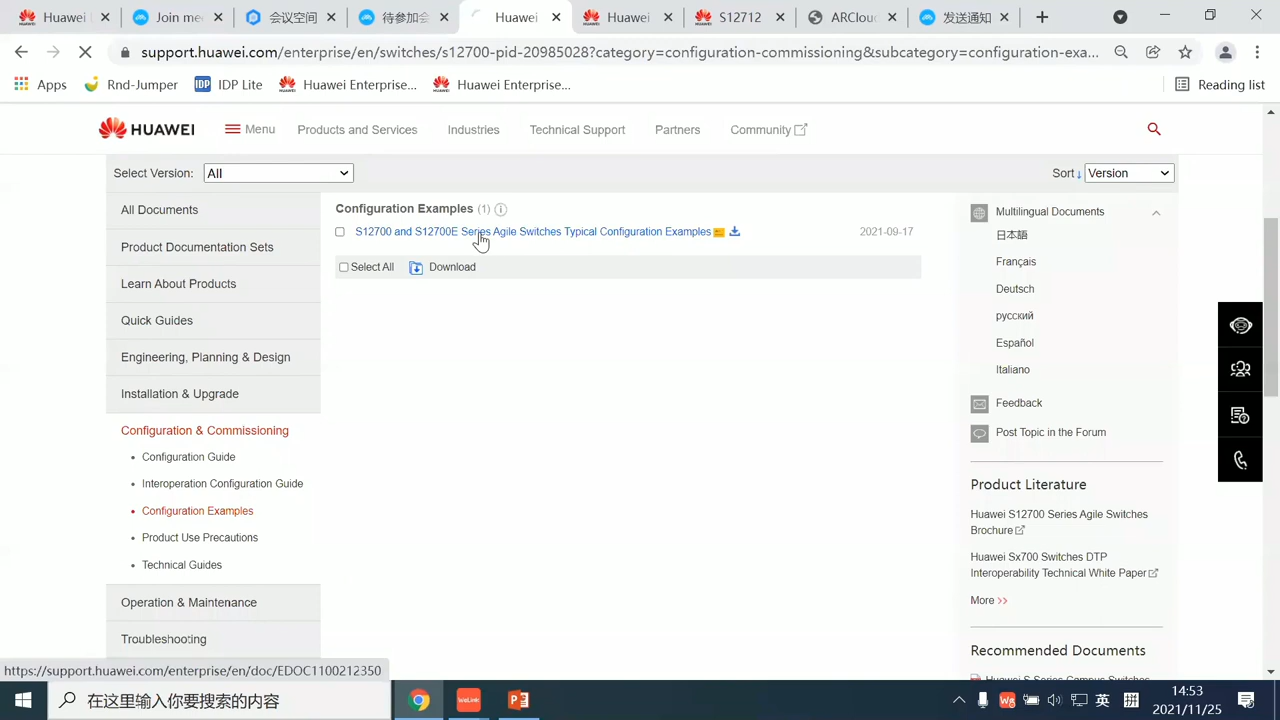 Huawei
Join me
会议空间
待参加会
Huawei
Huawei
S12712
ARClou
发送通知
support.huawei.com/enterprise/en/switches/s12700-pid-20985028?category=configuration-commissioning&subcategory=configuration-exa...
Apps
Rnd-Jumper
IDP
IDP Lite
Huawei Enterprise...
Huawei Enterprise...
Reading list
HUAWEI
Menu
Products and Services
Industries
Technical Support
Partners
Community
Select Version:
All
Sort
Version
All Documents
Product Documentation Sets
Learn About Products
Quick Guides
Engineering, Planning & Design
Installation & Upgrade
Configuration & Commissioning
Configuration Guide
Interoperation Configuration Guide
Configuration Examples
Product Use Precautions
Technical Guides
Operation & Maintenance
Troubleshooting
Configuration Examples (1)
S12700 and S12700E Series Agile Switches Typical Configuration Examples
2021-09-17
Select All
Download
Multilingual Documents
日本語
Français
Deutsch
русский
Español
Italiano
Feedback
Post Topic in the Forum
Product Literature
Huawei S12700 Series Agile Switches
Brochure
Huawei Sx700 Switches DTP
Interoperability Technical White Paper
More >>
Recommended Documents
Huawei S Series Campus Switches
https://support.huawei.com/enterprise/en/doc/EDOC1100212350
在这里输入你要搜索的内容
WeLink
英
拼
14:53
2021/11/25